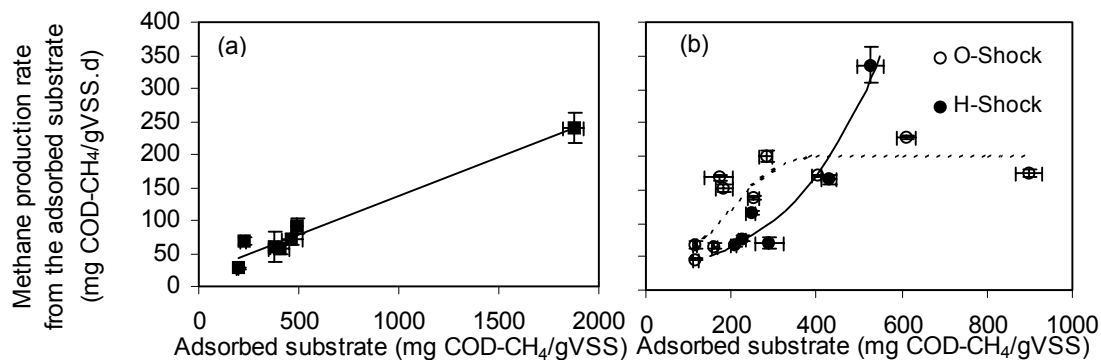 Methane production rate
from the adsorbed substrate
(mg COD-CH₄/gVSS.d)
400
350
300
250
200
150
100
50
0
(a)
0 500 1000 1500 2000
Adsorbed substrate (mg COD-CH₄/gVSS)
(b)
O-Shock
H-Shock
0 200 400 600 800 1000
Adsorbed substrate (mg COD-CH₄/gVSS)